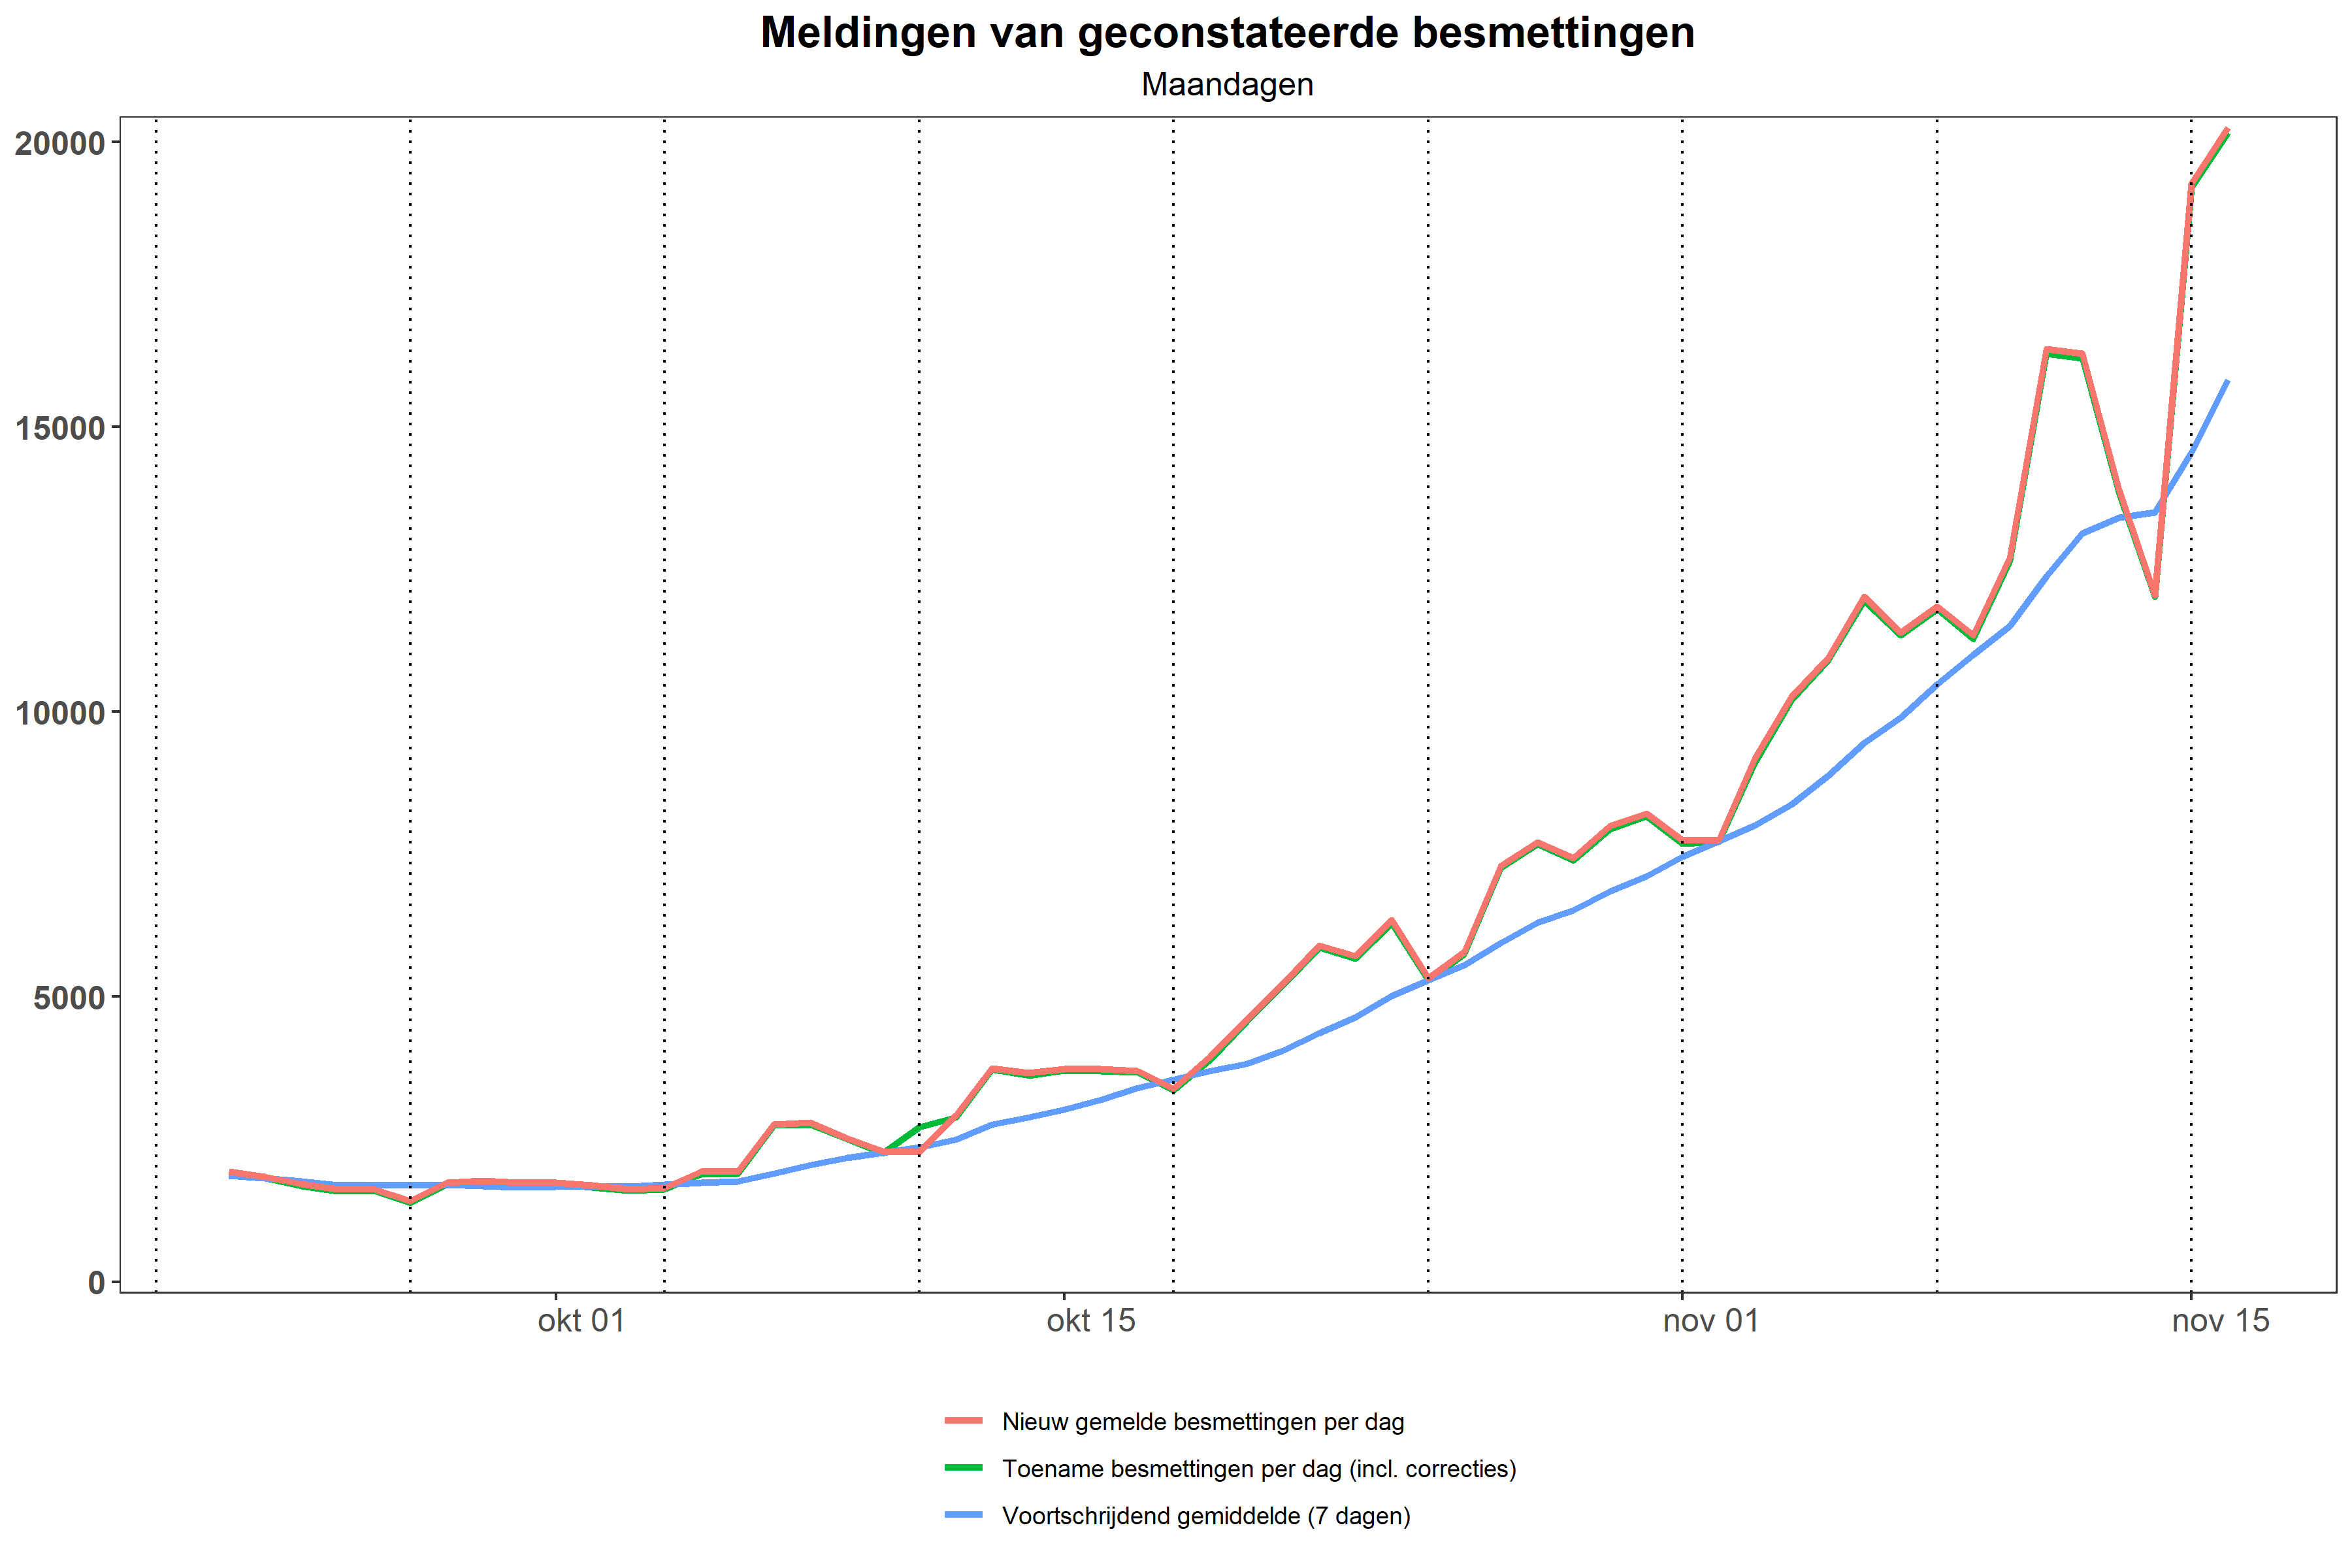 Meldingen van geconstateerde besmettingen
Maandagen
20000
15000
10000
5000
0
okt 01 okt 15 nov 01 nov 15
Nieuw gemelde besmettingen per dag
Toename besmettingen per dag (incl. correcties)
Voortschrijdend gemiddelde (7 dagen)